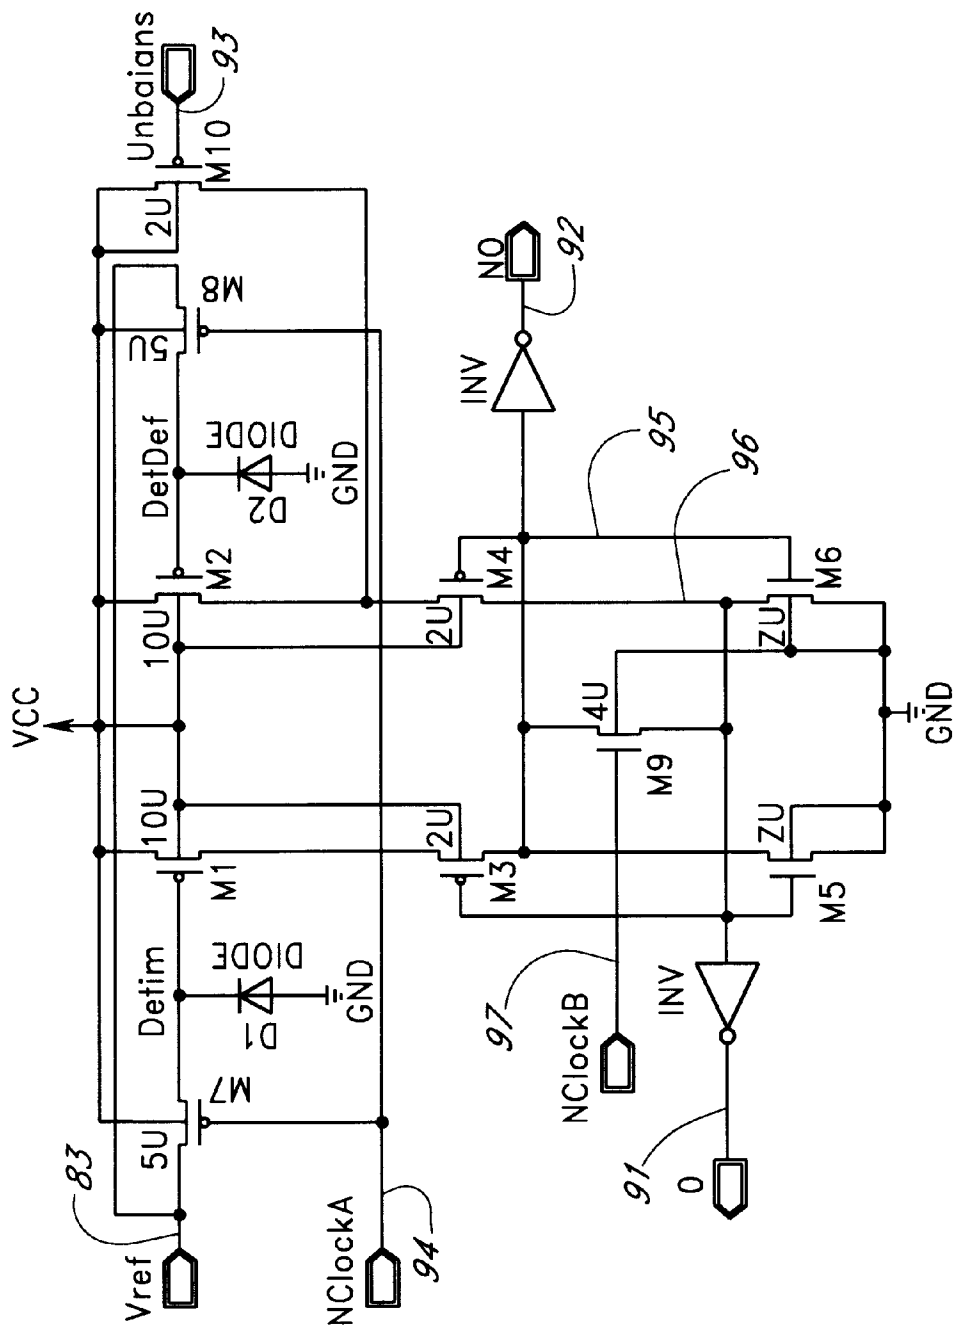 Unbaians
93
M10
2U
M8
5U
DetDef
DIODE
D2
GND
M2
10U
VCC
10U
M1
Detim
DIODE
D1
GND
M7
5U
83
Vref
NClockA
94
NO
92
INV
95
96
M4
2U
M6
ZU
4U
M9
2U
M3
ZU
M5
GND
97
NClockB
INV
91
O